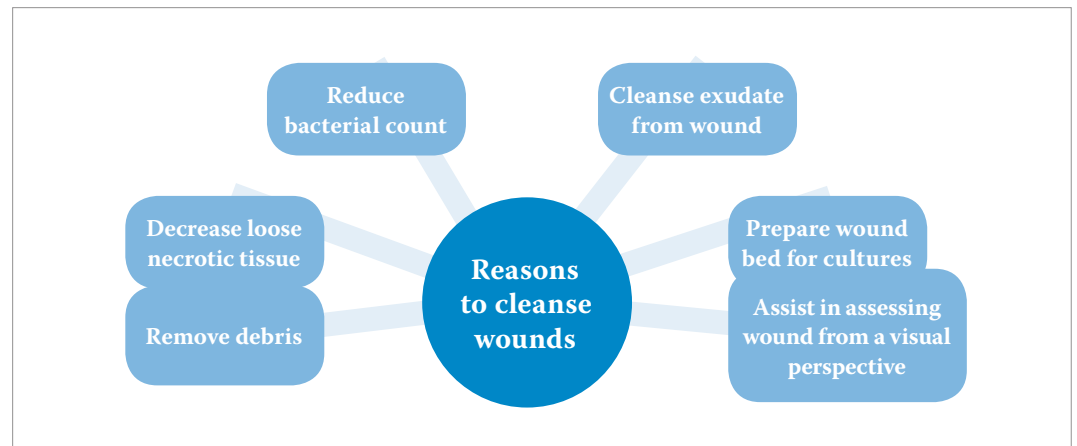 Reduce
bacterial count
Cleanse exudate
from wound
Decrease loose
necrotic tissue
Prepare wound
bed for cultures
Reasons
to cleanse
wounds
Remove debris
Assist in assessing
wound from a visual
perspective